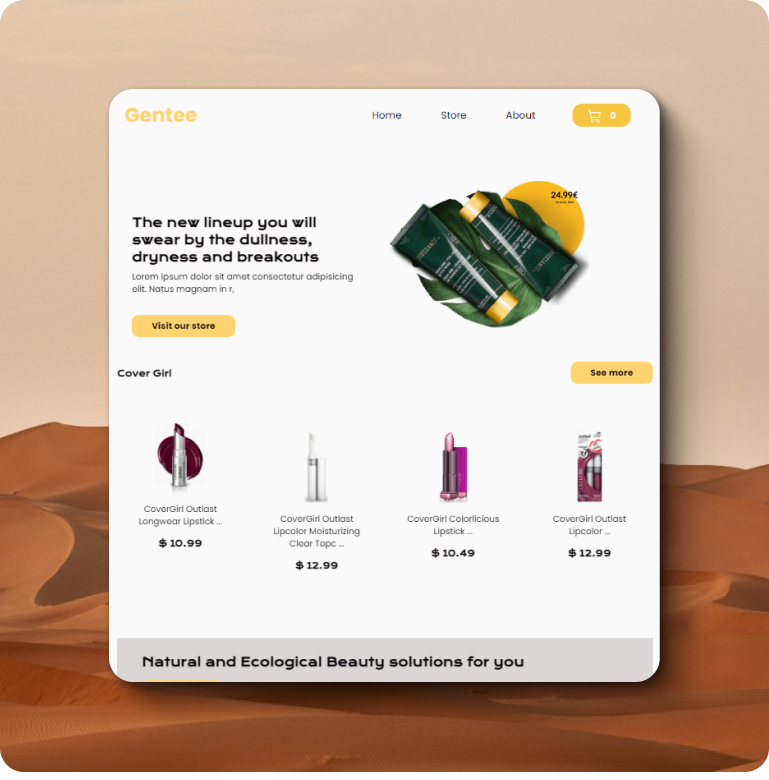 Gentee
Home
Store
About
0
24.99€
The new lineup you will
swear by the dullness,
dryness and breakouts
Lorem ipsum dolor sit amet consectetur adipisicing
elit. Natus magnam in r,
Visit our store
Cover Girl
See more
CoverGirl Outlast
Longwear Lipstick ...
$ 10.99
CoverGirl Outlast
Lipcolor Moisturizing
Clear Topc ...
$ 12.99
CoverGirl Colorlicious
Lipstick ...
$ 10.49
CoverGirl Outlast
Lipcolor ...
$ 12.99
Natural and Ecological Beauty solutions for you